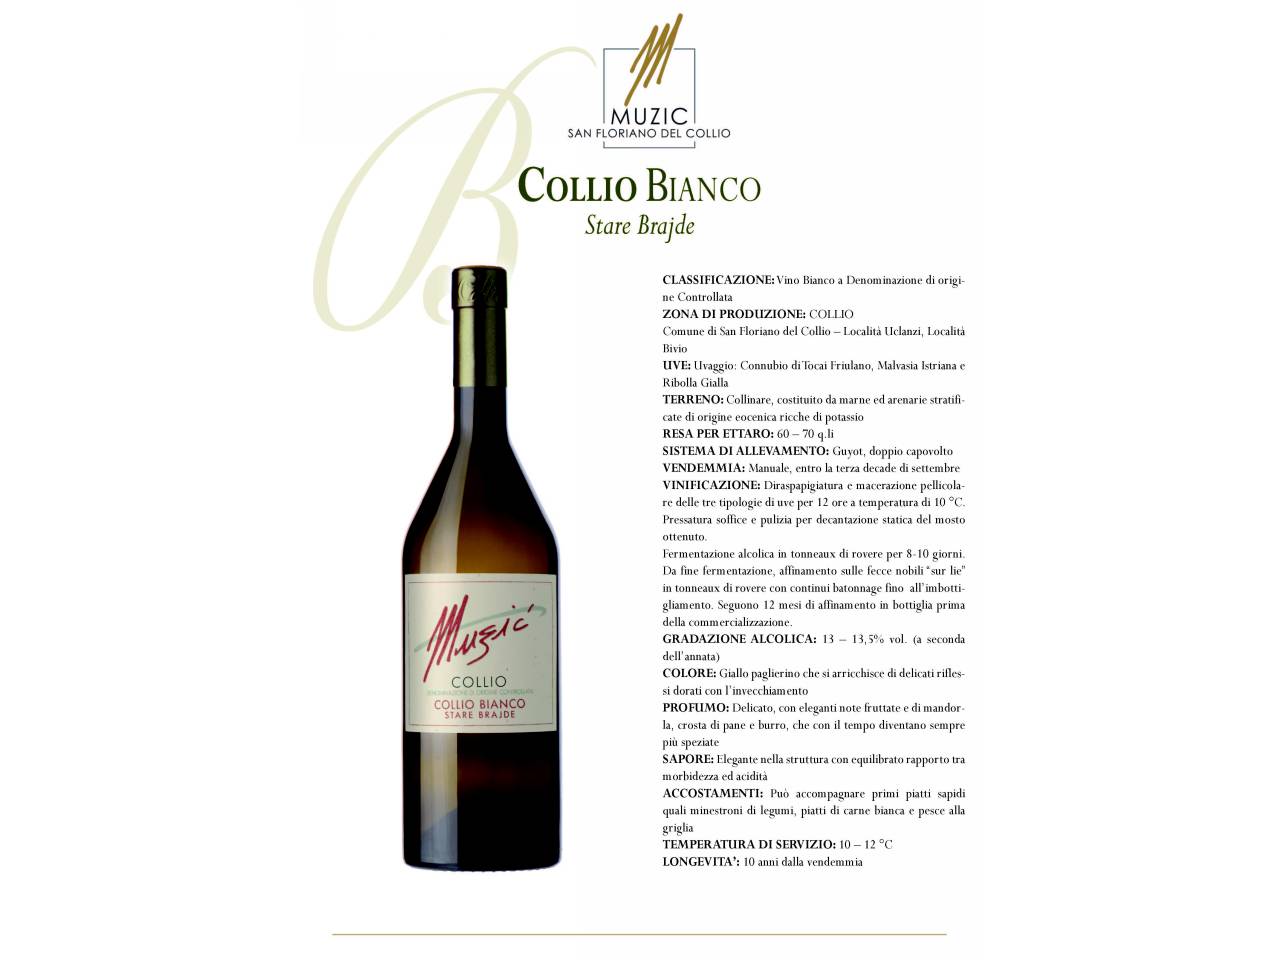 MUZIC
SAN FLORIANO DEL COLLIO
COLLIO BIANCO
Stare Brajde
CLASSIFICAZIONE: Vino Bianco a Denominazione di origi-
ne Controllata
ZONA DI PRODUZIONE: COLLIO
Comune di San Floriano del Collio – Località Uclanzi, Località
Bivio
UVE: Uvaggio: Connubio di Tocai Friulano, Malvasia Istriana e
Ribolla Gialla
TERRENO: Collinare, costituito da marne ed arenarie stratifi-
cate di origine eocenica ricche di potassio
RESA PER ETTARO: 60 – 70 q.li
SISTEMA DI ALLEVAMENTO: Guyot, doppio capovolto
VENDEMMIA: Manuale, entro la terza decade di settembre
VINIFICAZIONE: Diraspapigiatura e macerazione pellicola-
re delle tre tipologie di uve per 12 ore a temperatura di 10 °C.
Pressatura soffice e pulizia per decantazione statica del mosto
ottenuto.
Fermentazione alcolica in tonneaux di rovere per 8-10 giorni.
Da fine fermentazione, affinamento sulle fecce nobili “sur lie”
in tonneaux di rovere con continui batonnage fino all’imbotti-
gliamento. Seguono 12 mesi di affinamento in bottiglia prima
della commercializzazione.
GRADAZIONE ALCOLICA: 13 – 13,5% vol. (a seconda
dell’annata)
COLORE: Giallo paglierino che si arricchisce di delicati rifles-
si dorati con l’invecchiamento
PROFUMO: Delicato, con eleganti note fruttate e di mandor-
la, crosta di pane e burro, che con il tempo diventano sempre
più speziate
SAPORE: Elegante nella struttura con equilibrato rapporto tra
morbidezza ed acidità
ACCOSTAMENTI: Può accompagnare primi piatti sapidi
quali minestroni di legumi, piatti di carne bianca e pesce alla
griglia
TEMPERATURA DI SERVIZIO: 10 – 12 °C
LONGEVITA’: 10 anni dalla vendemmia
Muzic
COLLIO
DENOMINAZIONE DI ORIGINE CONTROLLATA
COLLIO BIANCO
STARE BRAJDE